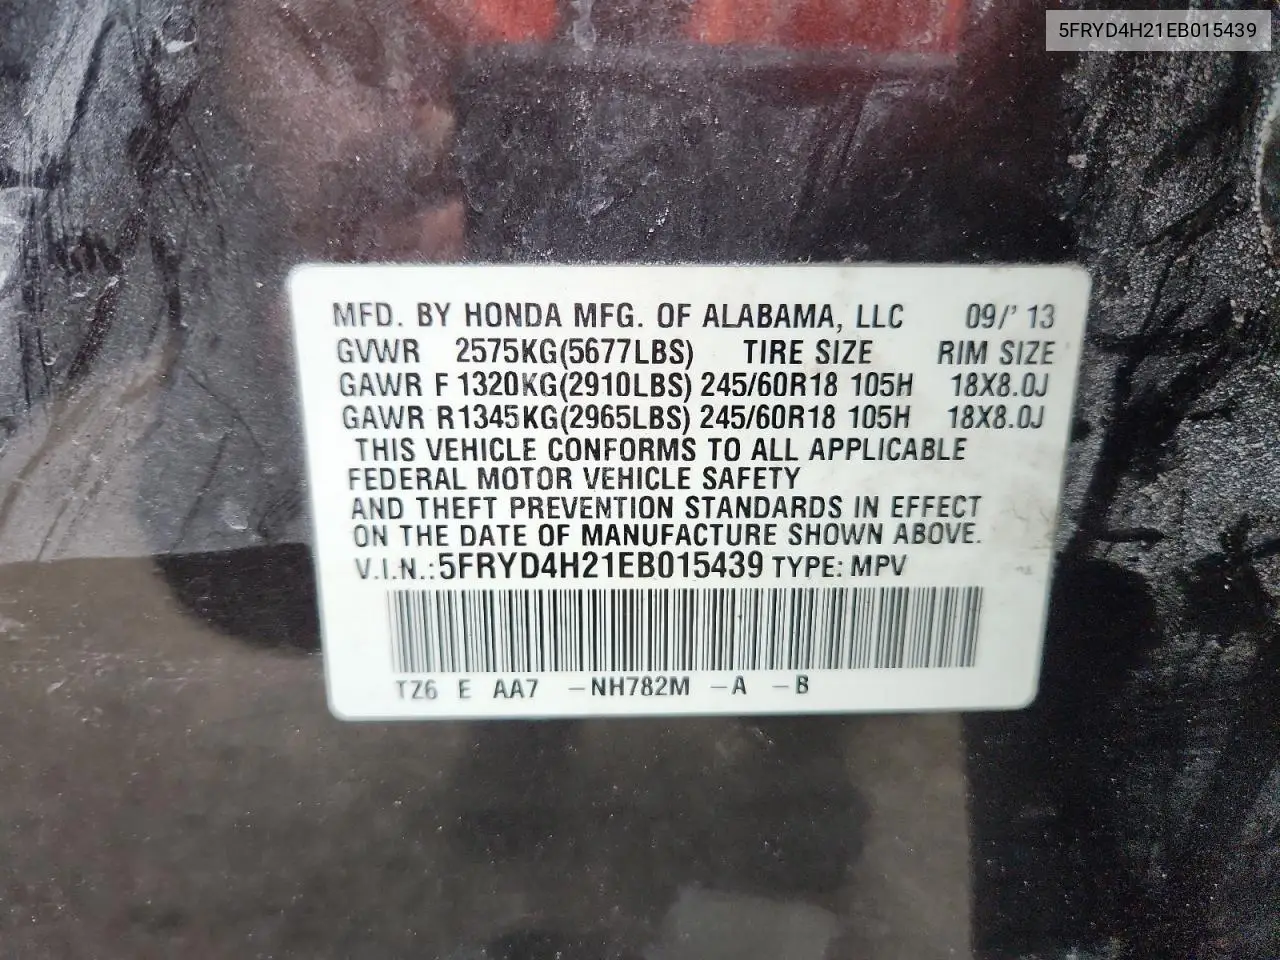 5FRYD4H21EB015439
MFD. BY HONDA MFG. OF ALABAMA, LLC 09/'13
GVWR 2575KG(5677LBS) TIRE SIZE RIM SIZE
GAWR F 1320KG(2910LBS) 245/60R18 105H 18X8.0J
GAWR R1345KG(2965LBS) 245/60R18 105H 18X8.0J
THIS VEHICLE CONFORMS TO ALL APPLICABLE
FEDERAL MOTOR VEHICLE SAFETY
AND THEFT PREVENTION STANDARDS IN EFFECT
ON THE DATE OF MANUFACTURE SHOWN ABOVE.
V.I.N.: 5FRYD4H21EB015439 TYPE: MPV
TZ6 E AA7 -NH782M -A -B